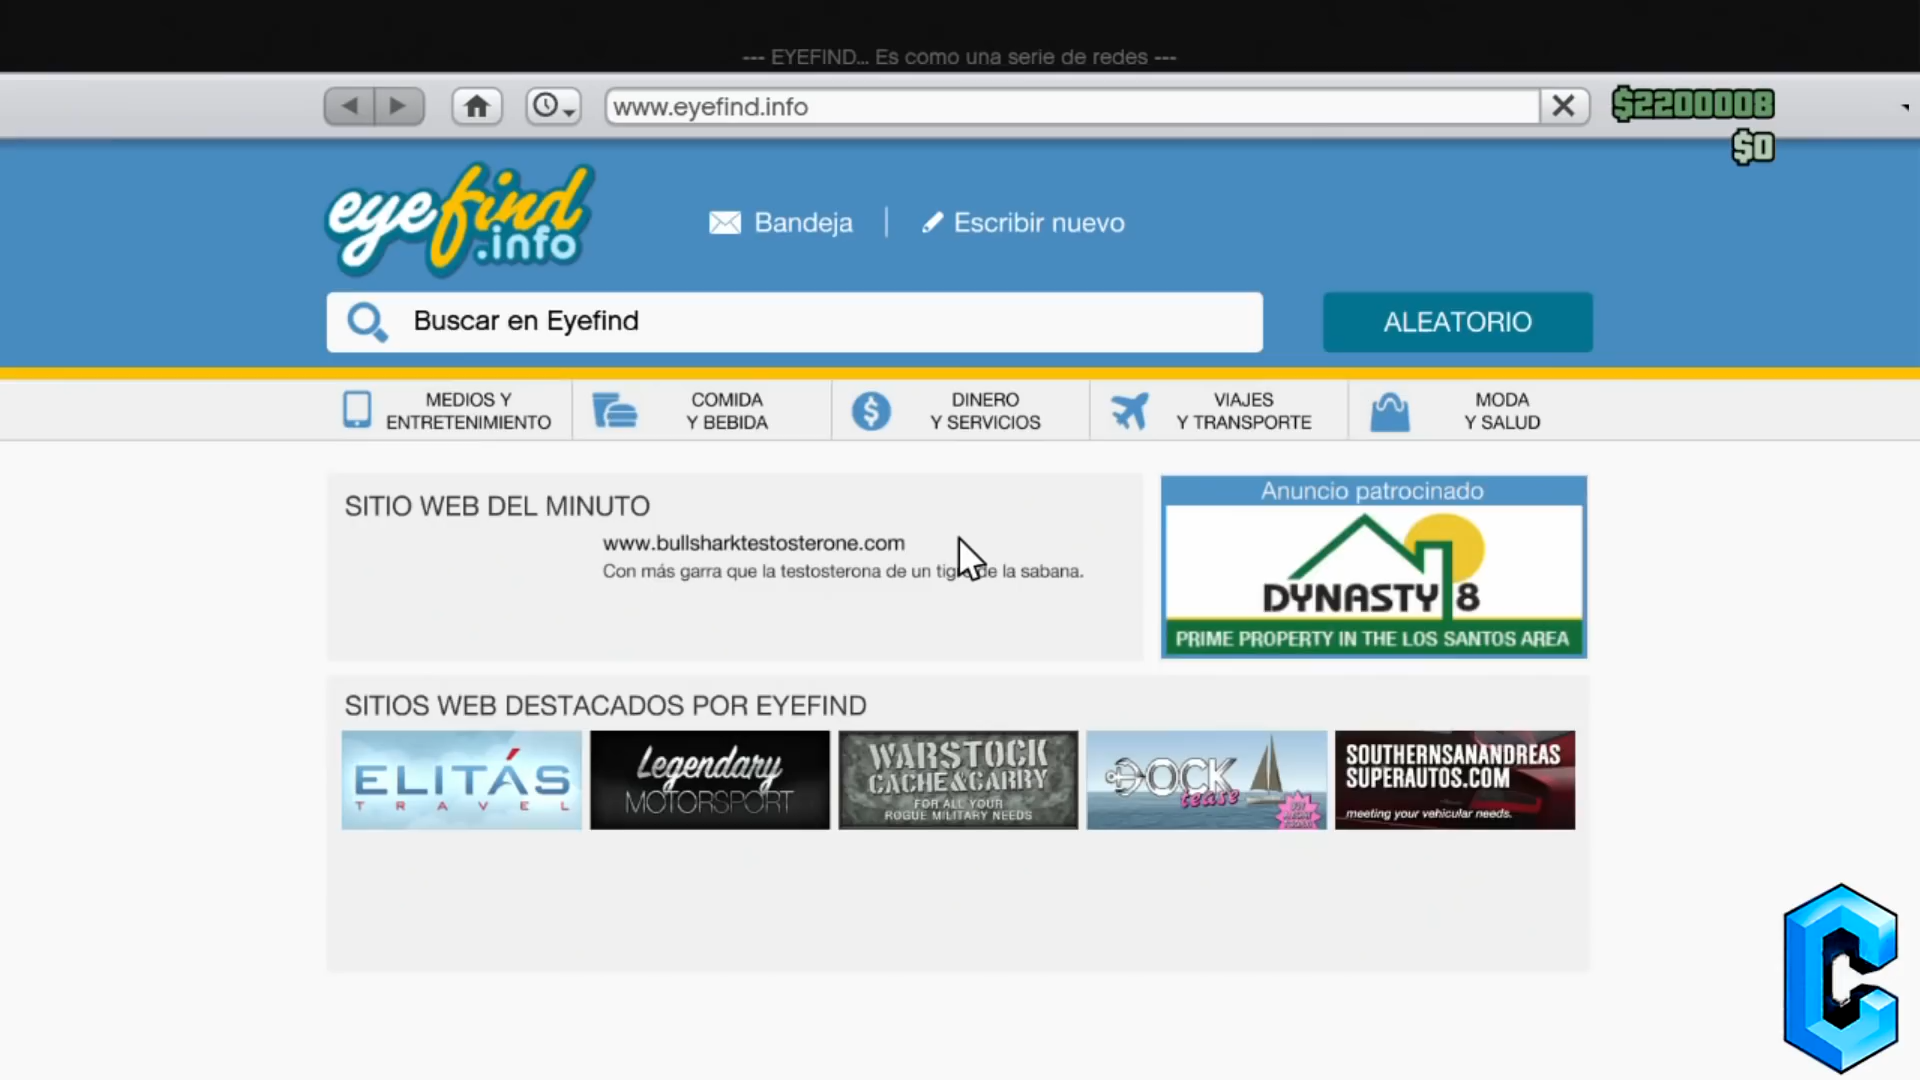 --- EYEFIND... Es como una serie de redes ---
www.eyefind.info
$2200008
$0
eyefind
.info
Bandeja
Escribir nuevo
Buscar en Eyefind
ALEATORIO
MEDIOS Y
ENTRETENIMIENTO
COMIDA
Y BEBIDA
DINERO
Y SERVICIOS
VIAJES
Y TRANSPORTE
MODA
Y SALUD
SITIO WEB DEL MINUTO
www.bullsharktestosterone.com
Con más garra que la testosterona de un tigre de la sabana.
Anuncio patrocinado
DYNASTY 8
PRIME PROPERTY IN THE LOS SANTOS AREA
SITIOS WEB DESTACADOS POR EYEFIND
ELITÁS
TRAVEL
Legendary
MOTORSPORT
WARSTOCK
CACHE & CARRY
FOR ALL YOUR
ROGUE MILITARY NEEDS
DOCK
tease
SOUTHERNSANANDREAS
SUPERAUTOS.COM
meeting your vehicular needs.
C